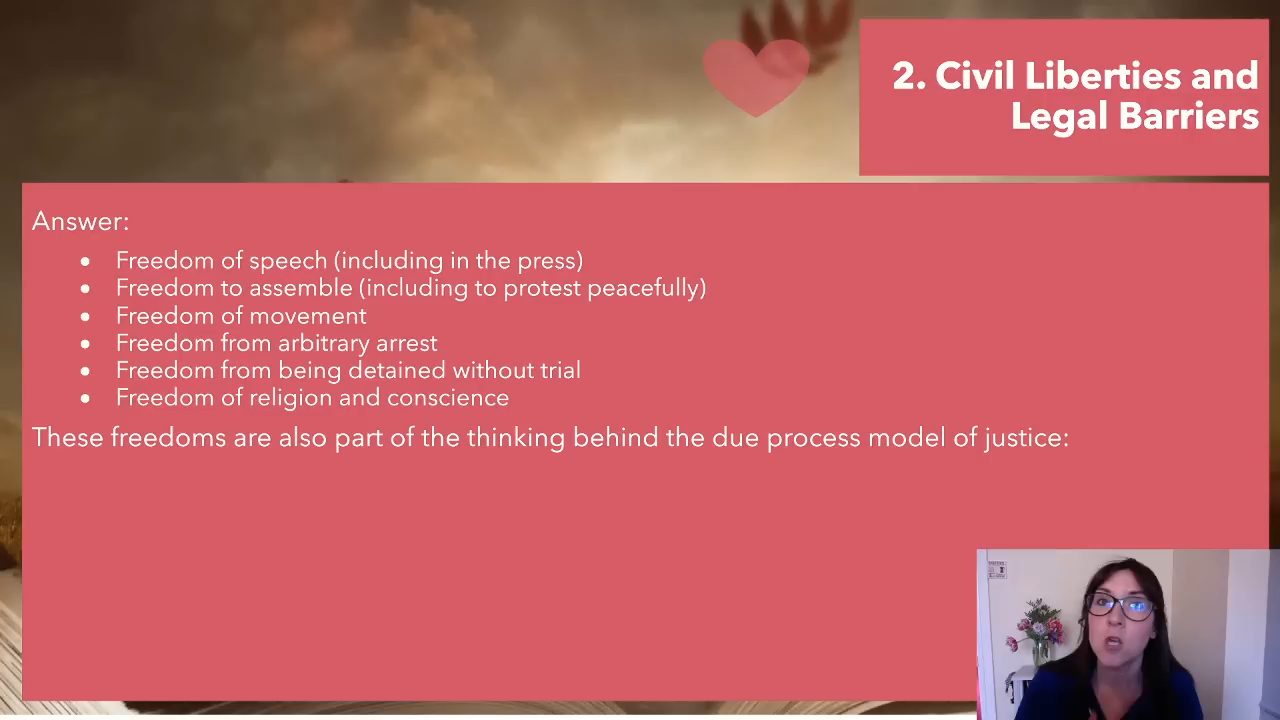 2. Civil Liberties and
Legal Barriers
Answer:
• Freedom of speech (including in the press)
• Freedom to assemble (including to protest peacefully)
• Freedom of movement
• Freedom from arbitrary arrest
• Freedom from being detained without trial
• Freedom of religion and conscience
These freedoms are also part of the thinking behind the due process model of justice: